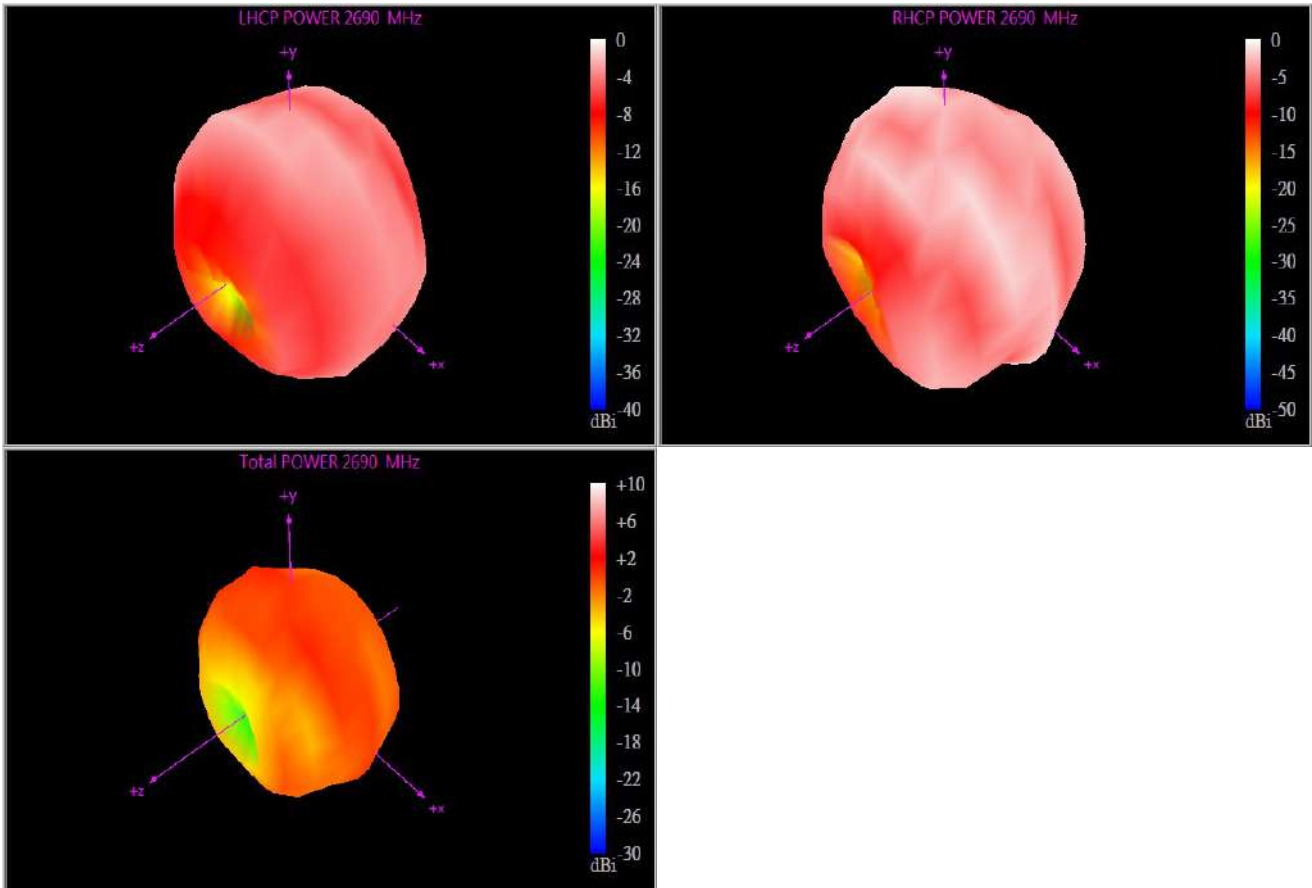 LHCP POWER 2690 MHz
+y
+z
+x
0
-4
-8
-12
-16
-20
-24
-28
-32
-36
-40
dBi
RHCP POWER 2690 MHz
+y
+z
+x
0
-5
-10
-15
-20
-25
-30
-35
-40
-45
-50
dBi
Total POWER 2690 MHz
+y
+z
+x
+10
+6
+2
-2
-6
-10
-14
-18
-22
-26
-30
dBi